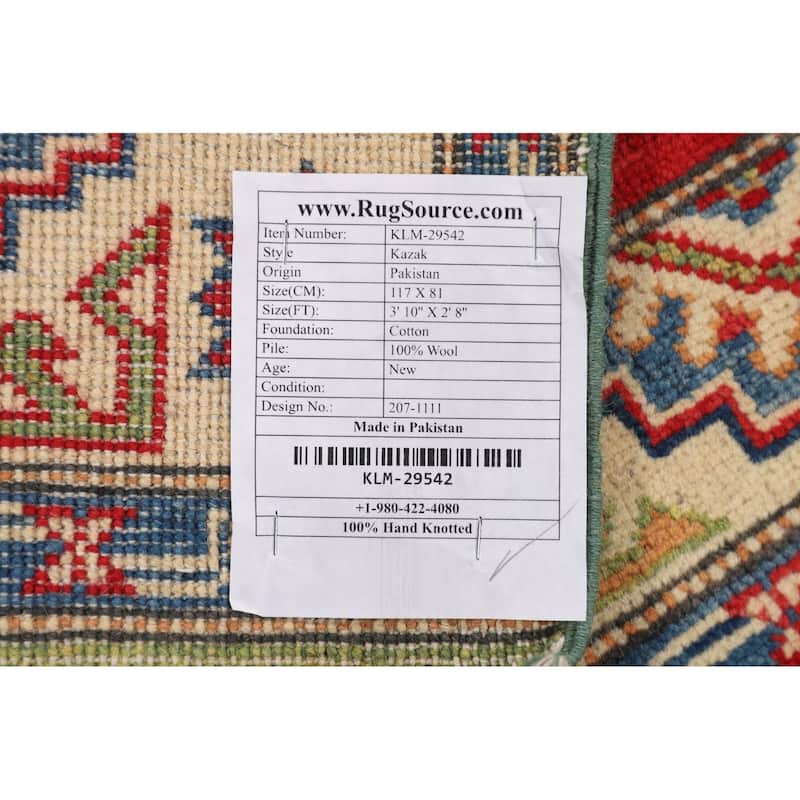 www.RugSource.com
Item Number: KLM-29542
Style Kazak
Origin Pakistan
Size(CM): 117 X 81
Size(FT): 3' 10" X 2' 8"
Foundation: Cotton
Pile: 100% Wool
Age: New
Condition:
Design No.: 207-1111
Made in Pakistan
KLM-29542
+1-980-422-4080
100% Hand Knotted